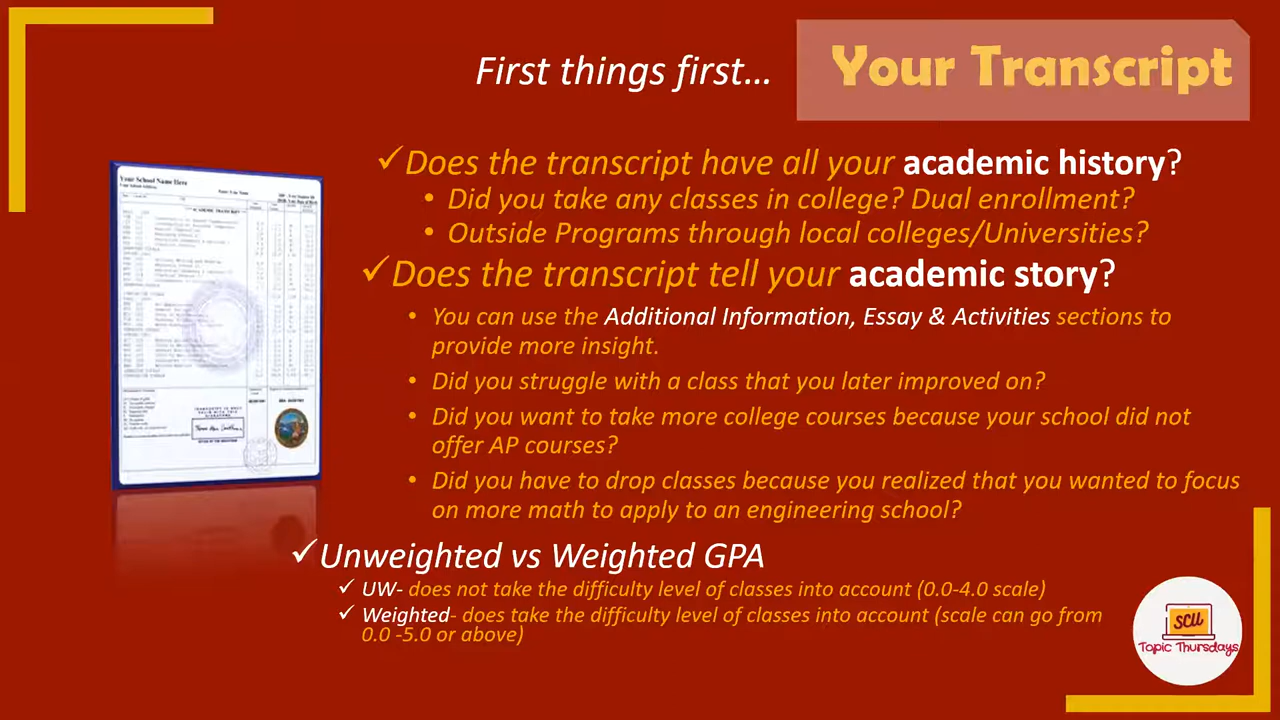 First things first... Your Transcript
✓Does the transcript have all your academic history?
• Did you take any classes in college? Dual enrollment?
• Outside Programs through local colleges/Universities?
✓Does the transcript tell your academic story?
• You can use the Additional Information, Essay & Activities sections to
provide more insight.
• Did you struggle with a class that you later improved on?
• Did you want to take more college courses because your school did not
offer AP courses?
• Did you have to drop classes because you realized that you wanted to focus
on more math to apply to an engineering school?
✓Unweighted vs Weighted GPA
✓ UW- does not take the difficulty level of classes into account (0.0-4.0 scale)
✓ Weighted- does take the difficulty level of classes into account (scale can go from
0.0 -5.0 or above)
Your School Name Here
ACADEMIC TRANSCRIPT
SCU
Topic Thursdays